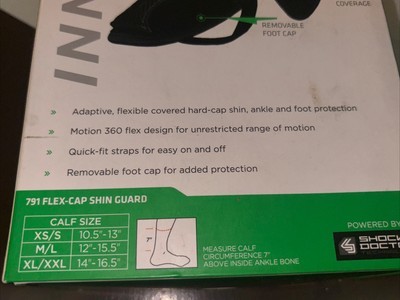 COVERAGE
REMOVABLE
FOOT CAP
INN
» Adaptive, flexible covered hard-cap shin, ankle and foot protection
» Motion 360 flex design for unrestricted range of motion
» Quick-fit straps for easy on and off
» Removable foot cap for added protection
791 FLEX-CAP SHIN GUARD
CALF SIZE
XS/S 10.5"-13"
M/L 12"-15.5"
XL/XXL 14"-16.5"
7"
MEASURE CALF
CIRCUMFERENCE 7"
ABOVE INSIDE ANKLE BONE
POWERED BY
SHOCK
DOCTO